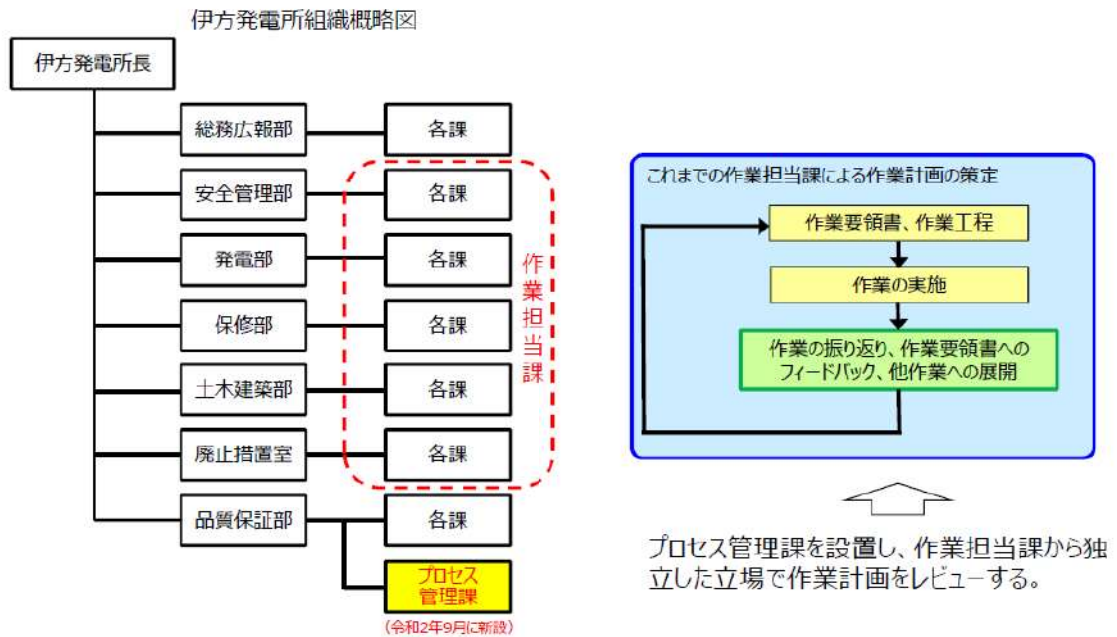 伊方発電所組織概略図
伊方発電所長
総務広報部
各課
安全管理部
各課
発電部
各課
保修部
各課
土木建築部
各課
廃止措置室
各課
品質保証部
各課
作業担当課
プロセス
管理課
(令和2年9月に新設)
これまでの作業担当課による作業計画の策定
作業要領書、作業工程
作業の実施
作業の振り返り、作業要領書への
フィードバック、他作業への展開
プロセス管理課を設置し、作業担当課から独
立した立場で作業計画をレビューする。